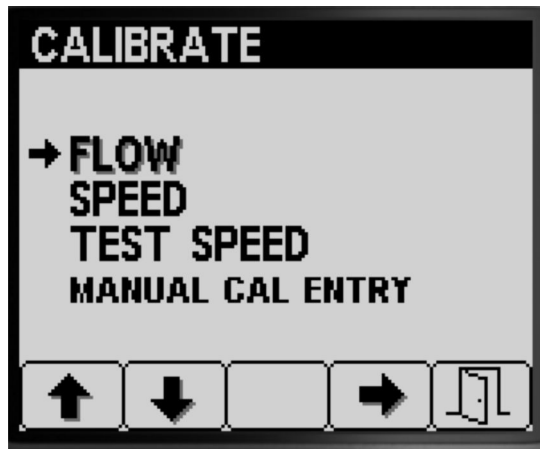 CALIBRATE
FLOW
SPEED
TEST SPEED
MANUAL CAL ENTRY